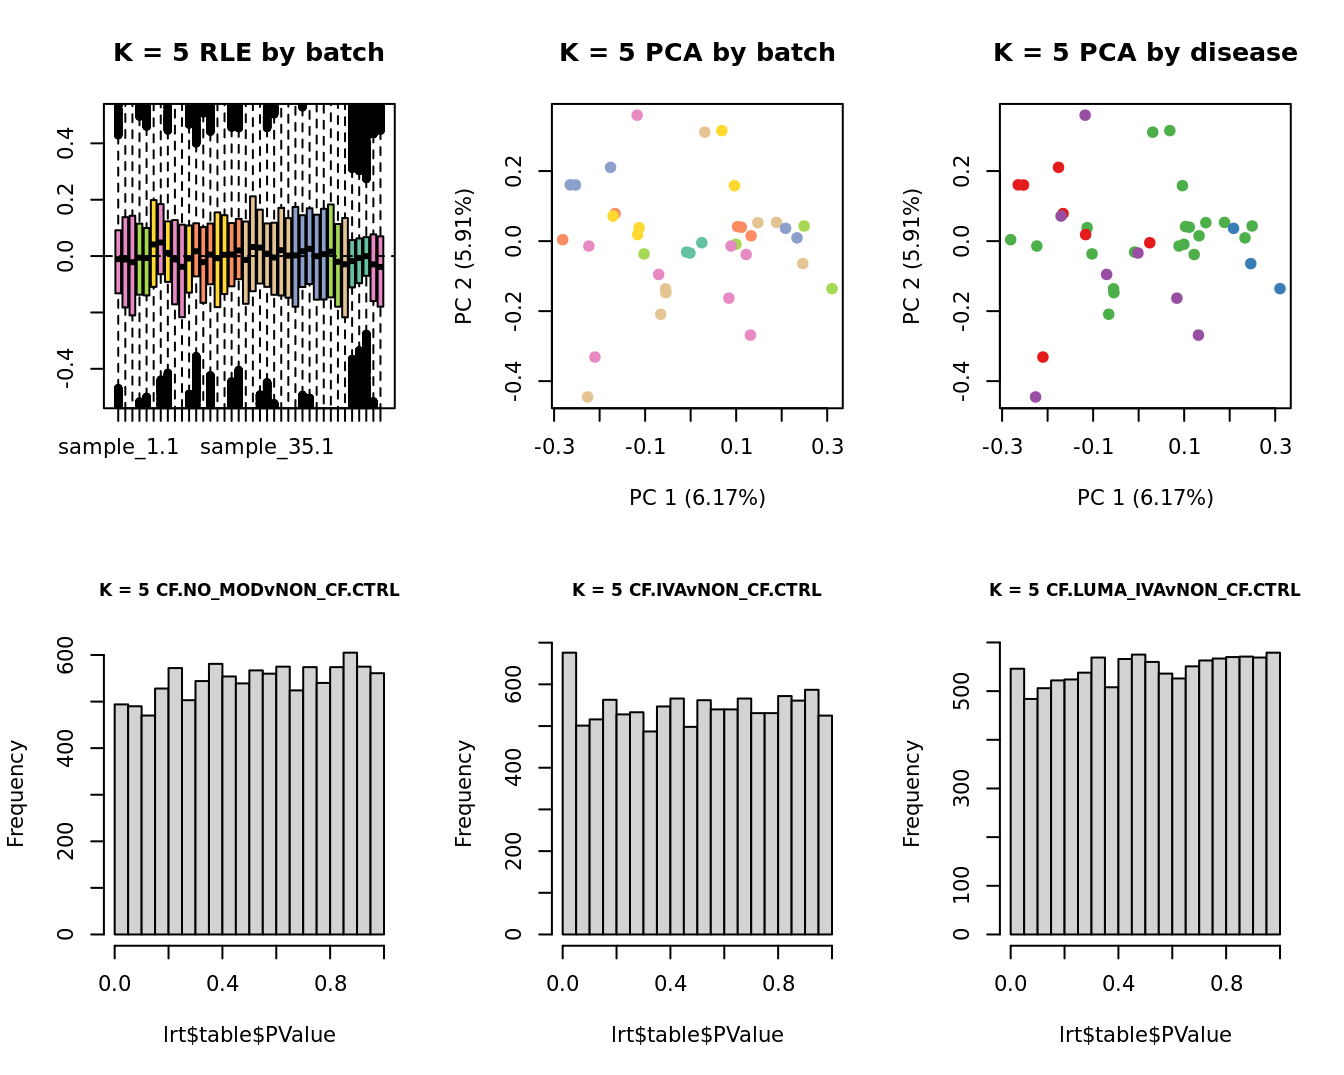 K = 5 RLE by batch
0.4
0.2
0.0
-0.4
sample_1.1 sample_35.1
K = 5 PCA by batch
PC 2 (5.91%)
0.2
0.0
-0.2
-0.4
-0.3 -0.1 0.1 0.3
PC 1 (6.17%)
K = 5 PCA by disease
PC 2 (5.91%)
0.2
0.0
-0.2
-0.4
-0.3 -0.1 0.1 0.3
PC 1 (6.17%)
K = 5 CF.NO_MODvNON_CF.CTRL
Frequency
600
400
200
0
0.0 0.4 0.8
lrt$table$PValue
K = 5 CF.IVAvNON_CF.CTRL
Frequency
600
400
200
0
0.0 0.4 0.8
lrt$table$PValue
K = 5 CF.LUMA_IVAvNON_CF.CTRL
Frequency
500
300
100
0
0.0 0.4 0.8
lrt$table$PValue